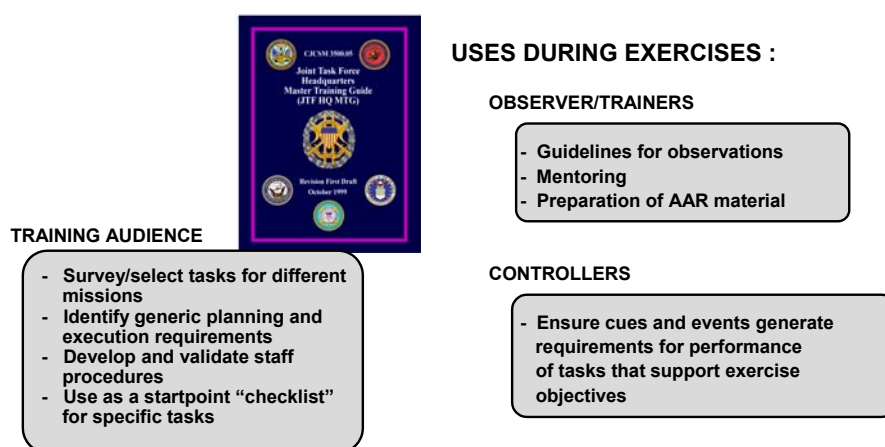 CJCSM 3500.05
Joint Task Force
Headquarters
Master Training Guide
(JTF HQ MTG)
Revision First Draft
October 1999
TRAINING AUDIENCE
- Survey/select tasks for different
missions
- Identify generic planning and
execution requirements
- Develop and validate staff
procedures
- Use as a startpoint “checklist”
for specific tasks
USES DURING EXERCISES :
OBSERVER/TRAINERS
- Guidelines for observations
- Mentoring
- Preparation of AAR material
CONTROLLERS
- Ensure cues and events generate
requirements for performance
of tasks that support exercise
objectives